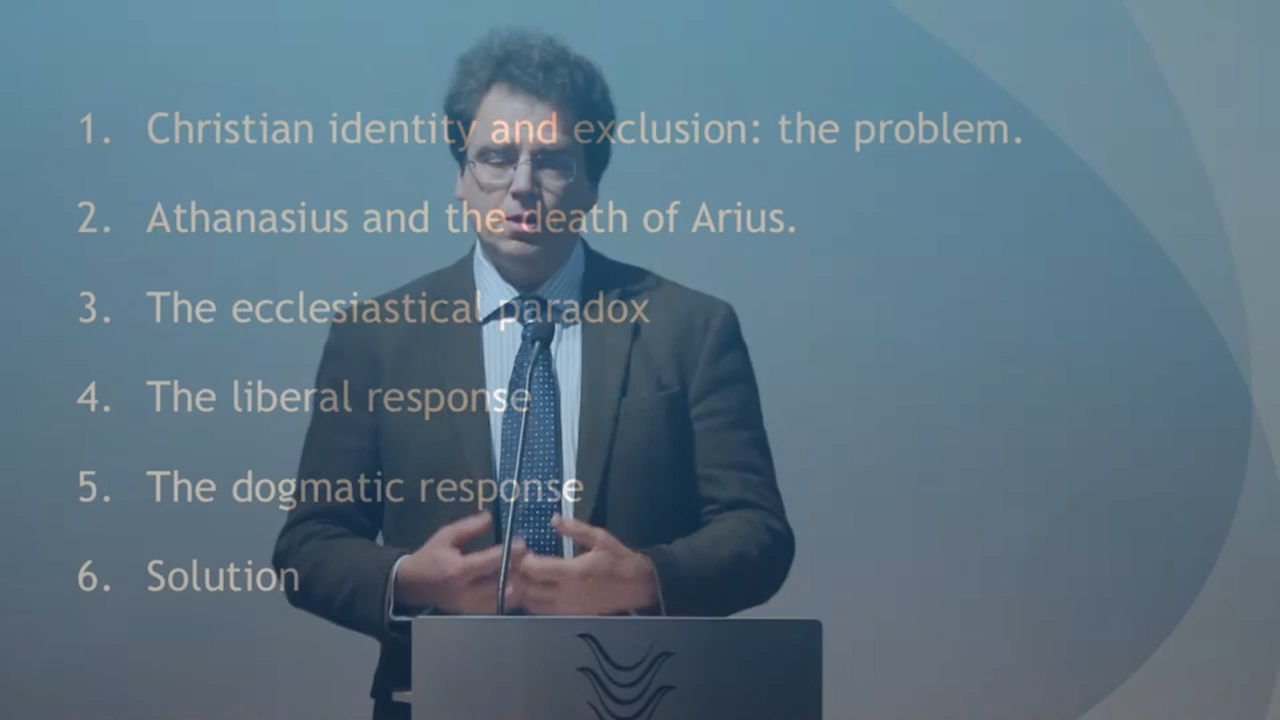 1. Christian identity and exclusion: the problem.
2. Athanasius and the death of Arius.
3. The ecclesiastical paradox
4. The liberal response
5. The dogmatic response
6. Solution